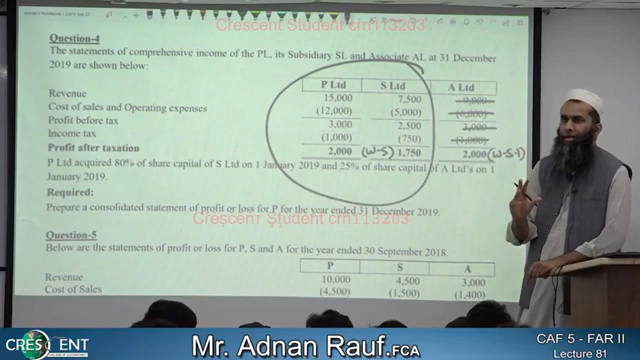 Crescent Student crn113203
Question-4
The statements of comprehensive income of the PL, its Subsidiary SL and Associate AL at 31 December
2019 are shown below:
P Ltd S Ltd A Ltd
Revenue 15,000 7,500 9,000
Cost of sales and Operating expenses (12,000) (5,000) (6,000)
Profit before tax 3,000 2,500 3,000
Income tax (1,000) (750) (1,000)
Profit after taxation 2,000 (W-5) 1,750 2,000 (W-5.1)
P Ltd acquired 80% of share capital of S Ltd on 1 January 2019 and 25% of share capital of A Ltd's on 1
January 2019.
Required:
Prepare a consolidated statement of profit or loss for P for the year ended 31 December 2019.
Crescent Student crn113203
Question-5
Below are the statements of profit or loss for P, S and A for the year ended 30 September 2018.
P S A
Revenue 10,000 4,500 3,000
Cost of Sales (4,500) (1,500) (1,400)
CRESCENT
Mr. Adnan Rauf.FCA
CAF 5 - FAR II
Lecture 81